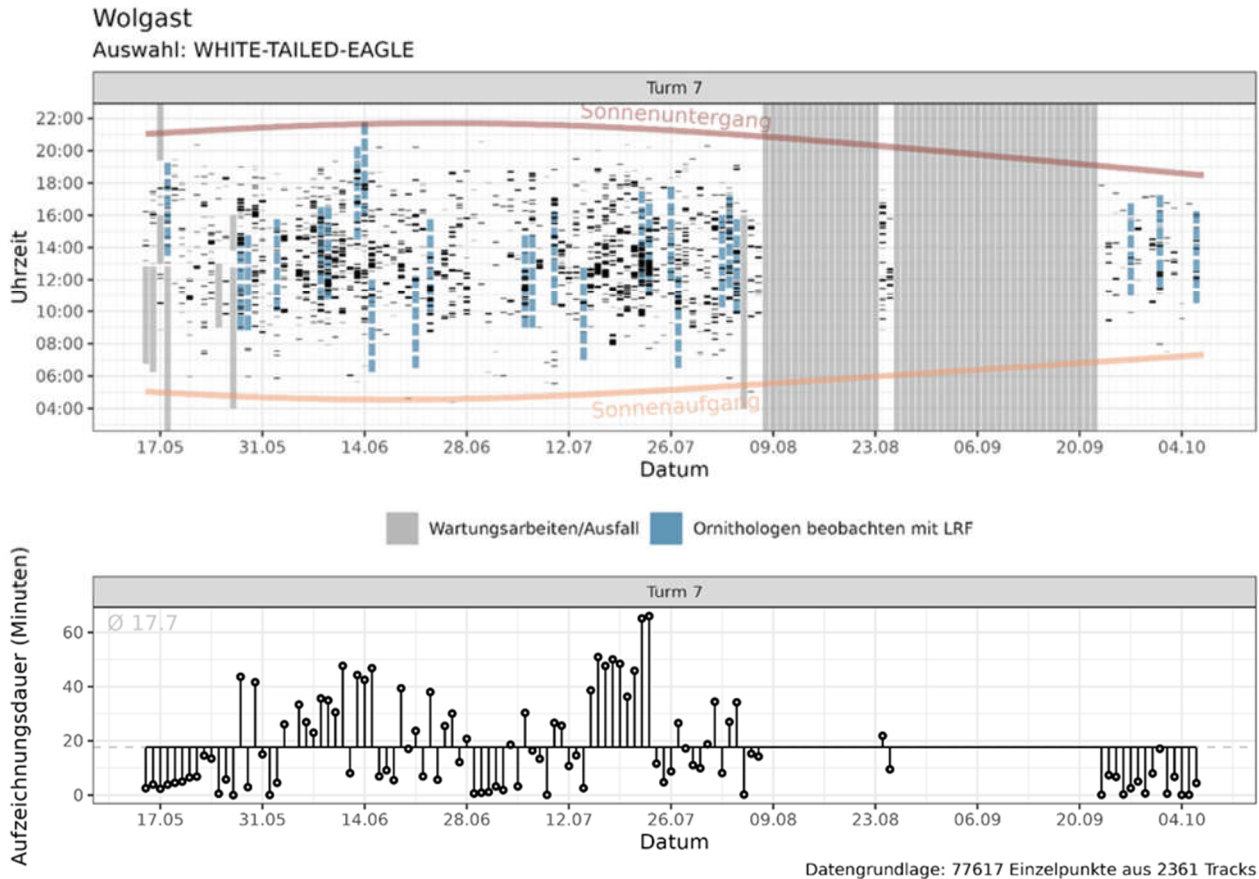 Wolgast
Auswahl: WHITE-TAILED-EAGLE
Turm 7
Sonnenuntergang
22:00
20:00
18:00
16:00
14:00
12:00
10:00
08:00
06:00
04:00
Uhrzeit
Sonnenaufgang
17.05 31.05 14.06 28.06 12.07 26.07 09.08 23.08 06.09 20.09 04.10
Datum
Wartungsarbeiten/Ausfall Ornithologen beobachten mit LRF
Turm 7
Ø 17.7
60
40
20
0
Aufzeichnungsdauer (Minuten)
17.05 31.05 14.06 28.06 12.07 26.07 09.08 23.08 06.09 20.09 04.10
Datum
Datengrundlage: 77617 Einzelpunkte aus 2361 Tracks